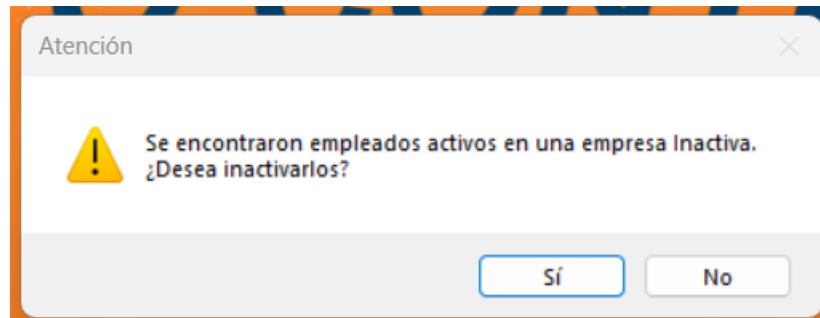 Atención
Se encontraron empleados activos en una empresa Inactiva.
¿Desea inactivarlos?
Sí
No